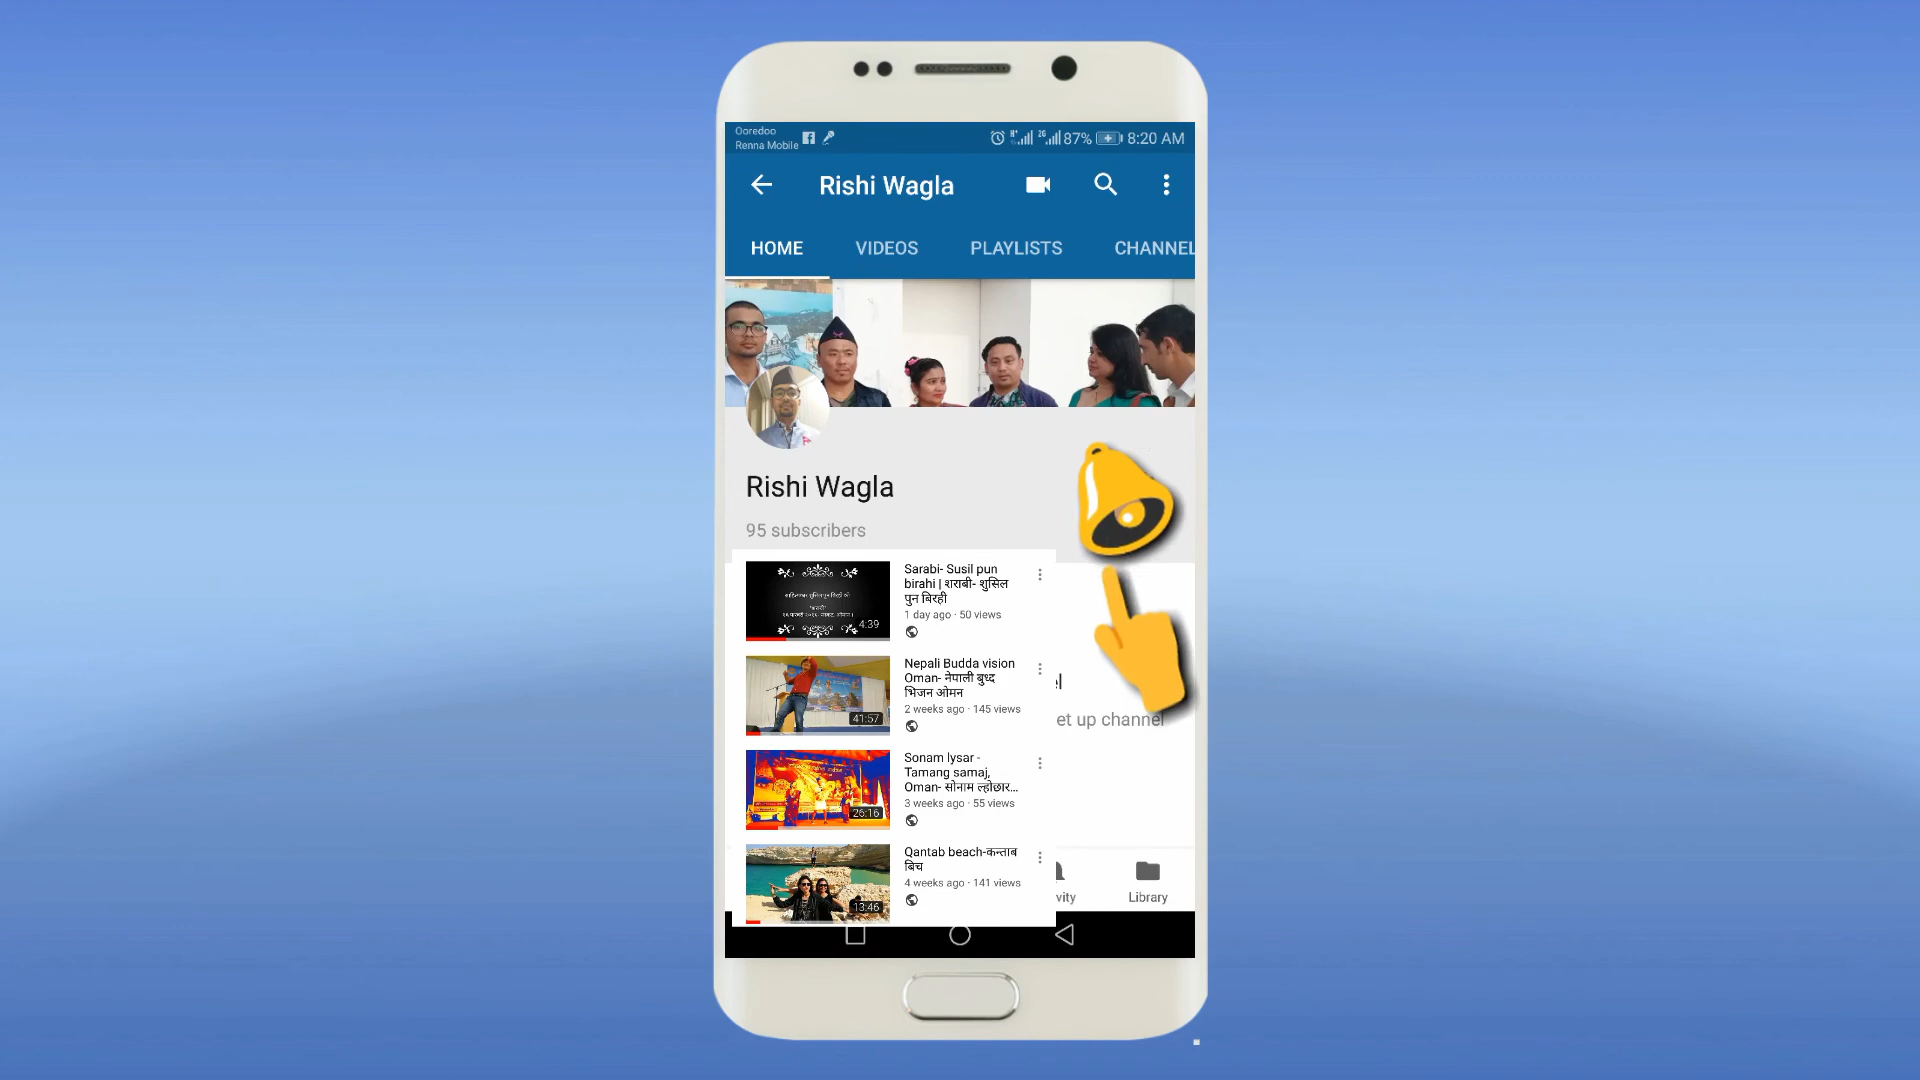 Ooredoo
Renna Mobile
H+ 2G 87% 8:20 AM
Rishi Wagla
HOME VIDEOS PLAYLISTS CHANNEL
Rishi Wagla
95 subscribers
4:39
Sarabi- Susil pun
birahi | शराबी- शुसिल
पुन बिरही
1 day ago · 50 views
41:57
Nepali Budda vision
Oman- नेपाली बुध्द
भिजन ओमन
2 weeks ago · 145 views
el
et up channel
26:16
Sonam lysar -
Tamang samaj,
Oman- सोनाम ल्होछार...
3 weeks ago · 55 views
13:46
Qantab beach-कन्ताब
बिच
4 weeks ago · 141 views
vity
Library